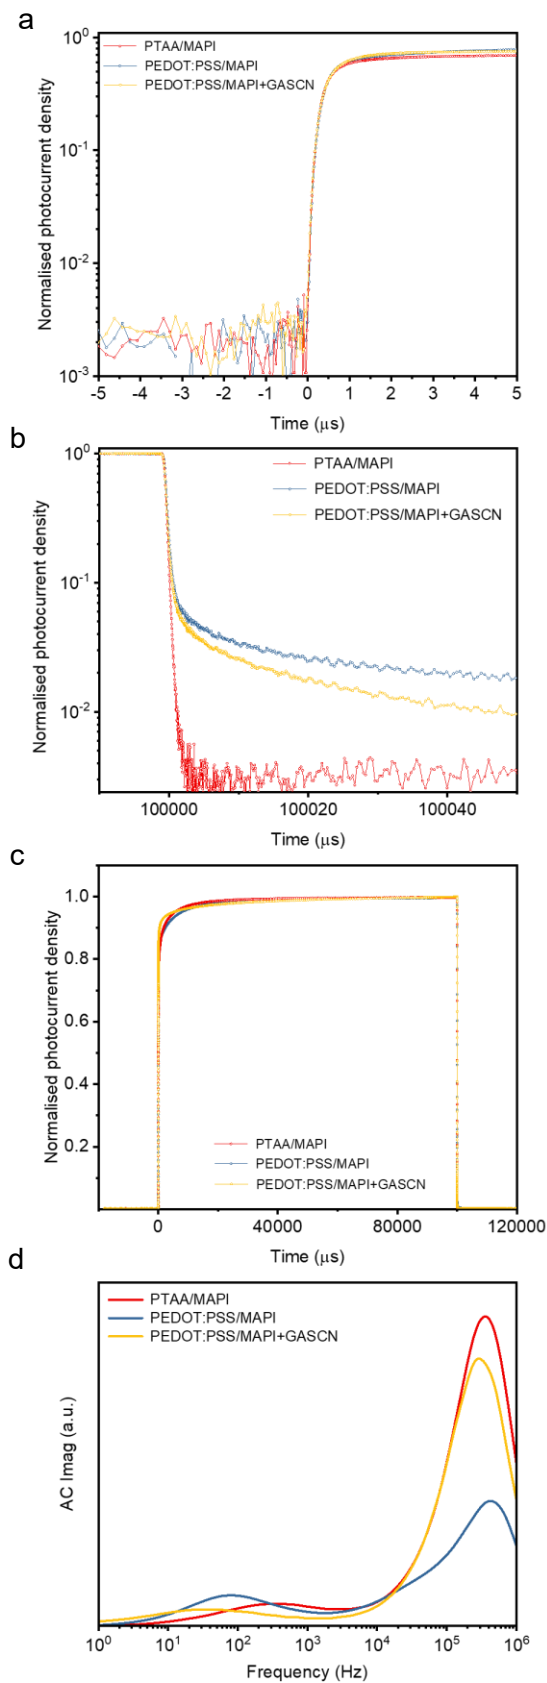 a
10⁰
10⁻¹
10⁻²
10⁻³
Normalised photocurrent density
PTAA/MAPI
PEDOT:PSS/MAPI
PEDOT:PSS/MAPI+GASCN
-5 -4 -3 -2 -1 0 1 2 3 4 5
Time (μs)
b
10⁰
10⁻¹
10⁻²
Normalised photocurrent density
PTAA/MAPI
PEDOT:PSS/MAPI
PEDOT:PSS/MAPI+GASCN
100000 100020 100040
Time (μs)
c
1.0
0.8
0.6
0.4
0.2
Normalised photocurrent density
PTAA/MAPI
PEDOT:PSS/MAPI
PEDOT:PSS/MAPI+GASCN
0 40000 80000 120000
Time (μs)
d
PTAA/MAPI
PEDOT:PSS/MAPI
PEDOT:PSS/MAPI+GASCN
AC Imag (a.u.)
10⁰ 10¹ 10² 10³ 10⁴ 10⁵ 10⁶
Frequency (Hz)